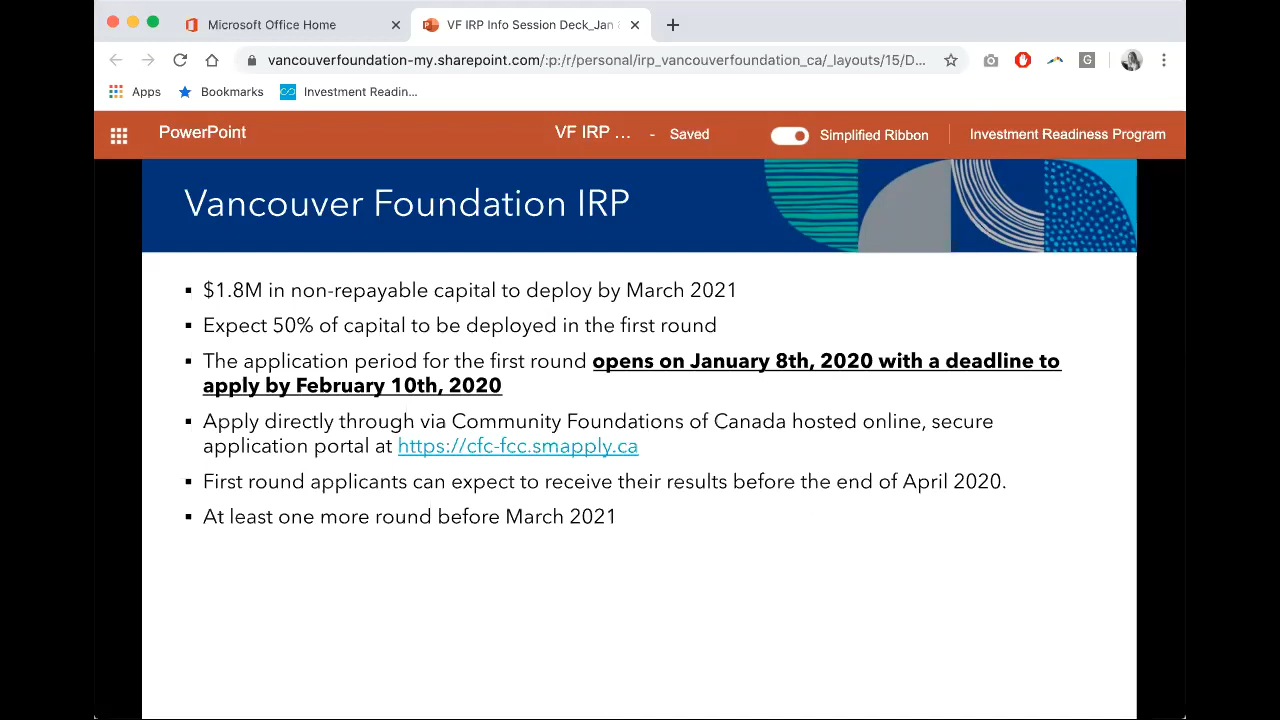 Microsoft Office Home
VF IRP Info Session Deck_Jan
vancouverfoundation-my.sharepoint.com/:p:/r/personal/irp_vancouverfoundation_ca/_layouts/15/D...
G
Apps
Bookmarks
Investment Readin...
PowerPoint
VF IRP ... - Saved
Simplified Ribbon
Investment Readiness Program
Vancouver Foundation IRP
▪ $1.8M in non-repayable capital to deploy by March 2021
▪ Expect 50% of capital to be deployed in the first round
▪ The application period for the first round opens on January 8th, 2020 with a deadline to
apply by February 10th, 2020
▪ Apply directly through via Community Foundations of Canada hosted online, secure
application portal at https://cfc-fcc.smapply.ca
▪ First round applicants can expect to receive their results before the end of April 2020.
▪ At least one more round before March 2021